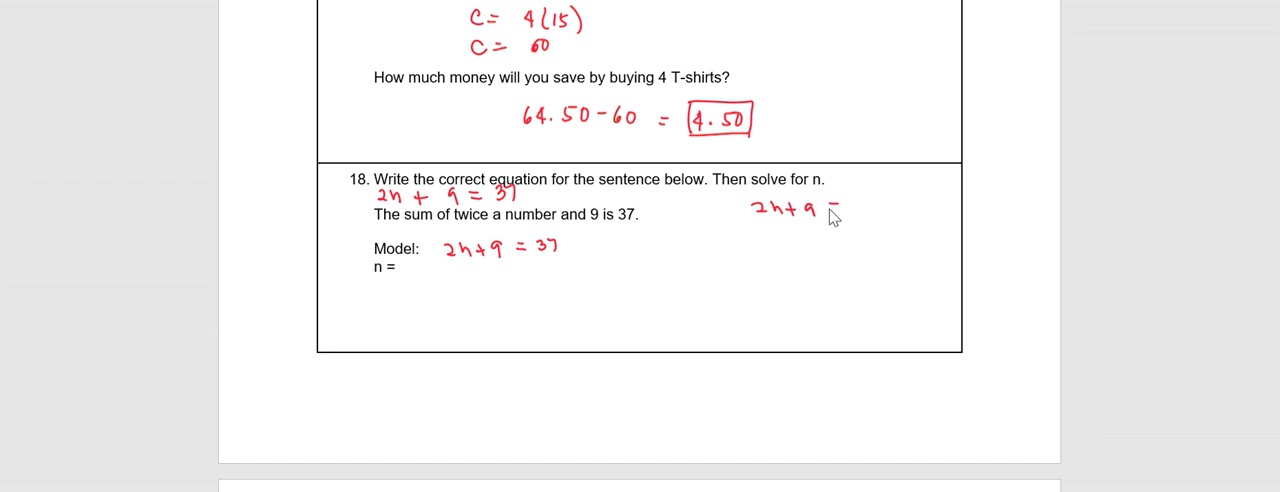 C = 4(15)
C = 60
How much money will you save by buying 4 T-shirts?
64.50 - 60 = 4.50
18. Write the correct equation for the sentence below. Then solve for n.
2n + 9 = 37
The sum of twice a number and 9 is 37.
2n + 9 =
Model: 2n + 9 = 37
n =